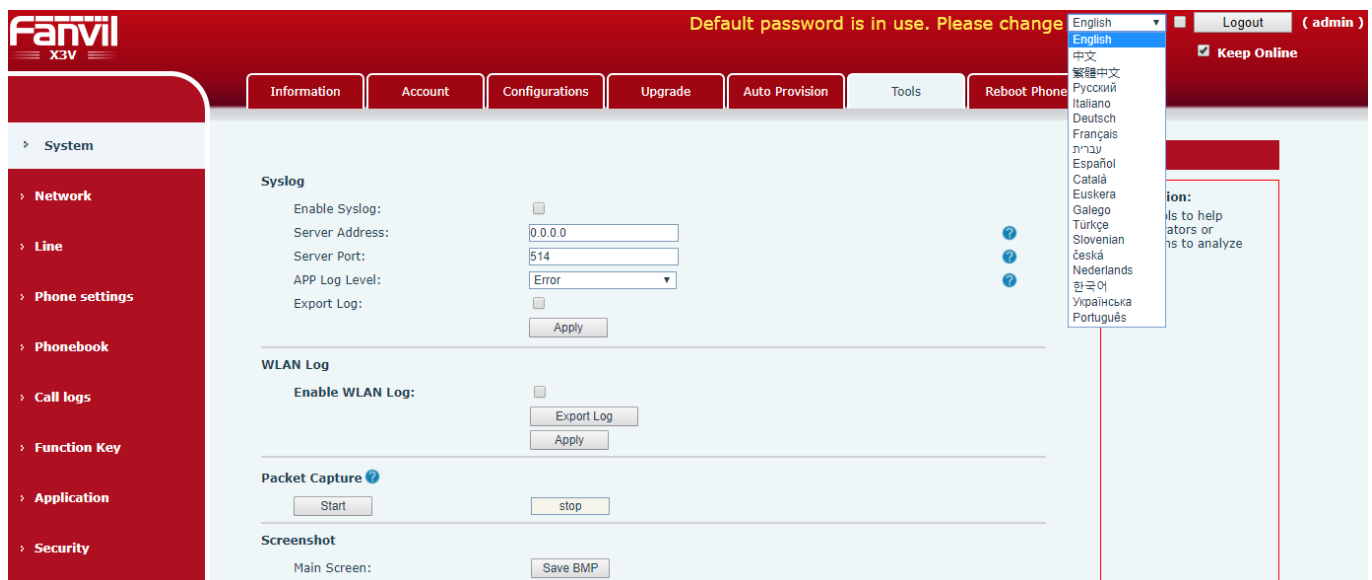 Fanvil
X3V
Default password is in use. Please change
English
Logout
( admin )
Keep Online
English
中文
繁體中文
Русский
Italiano
Deutsch
Français
עברית
Español
Català
Euskera
Galego
Türkçe
Slovenian
česká
Nederlands
한국어
Українська
Português
Information
Account
Configurations
Upgrade
Auto Provision
Tools
Reboot Phone
› System
› Network
› Line
› Phone settings
› Phonebook
› Call logs
› Function Key
› Application
› Security
Syslog
Enable Syslog:
Server Address: 0.0.0.0
Server Port: 514
APP Log Level: Error
Export Log:
Apply
WLAN Log
Enable WLAN Log:
Export Log
Apply
Packet Capture
Start stop
Screenshot
Main Screen: Save BMP
ion:
to help
or
to analyze